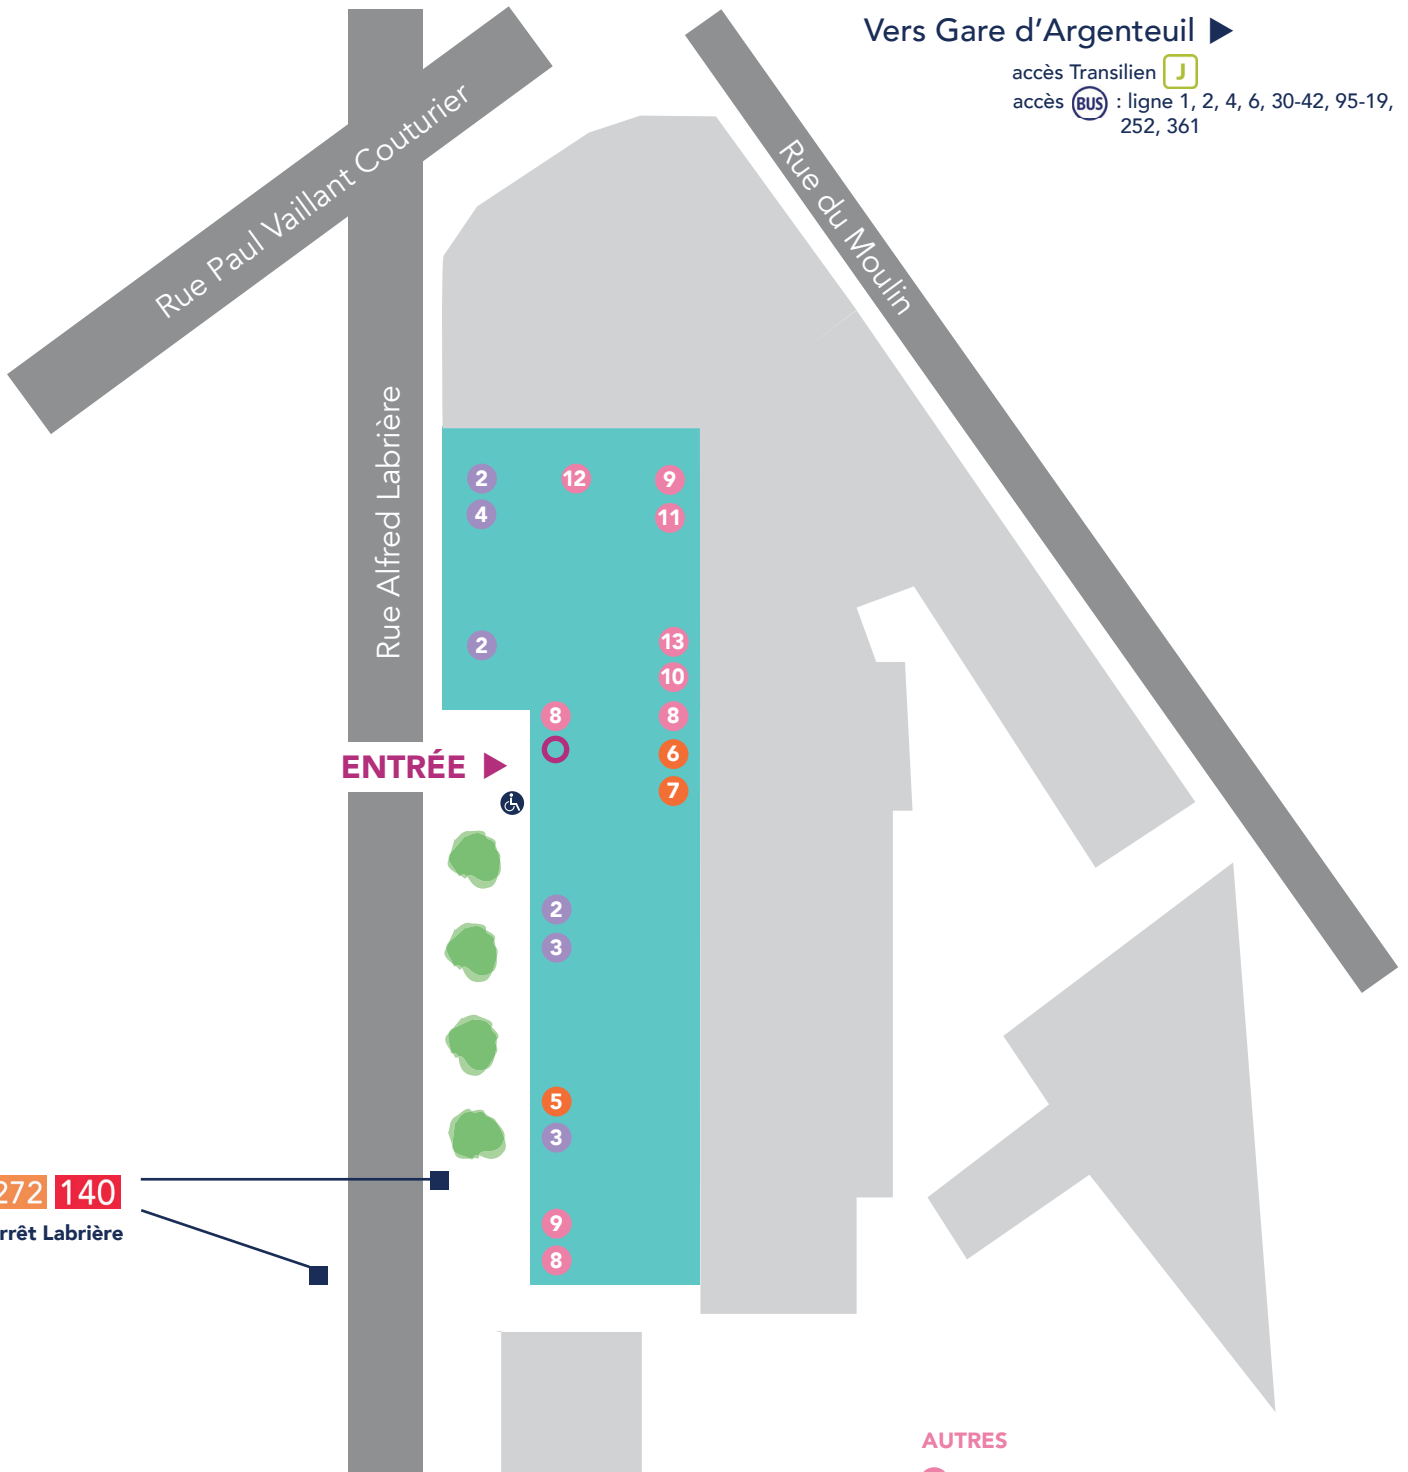 Vers Gare d'Argenteuil
accès Transilien J
accès BUS : ligne 1, 2, 4, 6, 30-42, 95-19,
252, 361
Rue Paul Vaillant Couturier
Rue du Moulin
Rue Alfred Labrière
2
12
9
4
11
2
13
10
8
8
6
ENTRÉE
7
2
3
5
3
272 140
rrêt Labrière
9
8
AUTRES